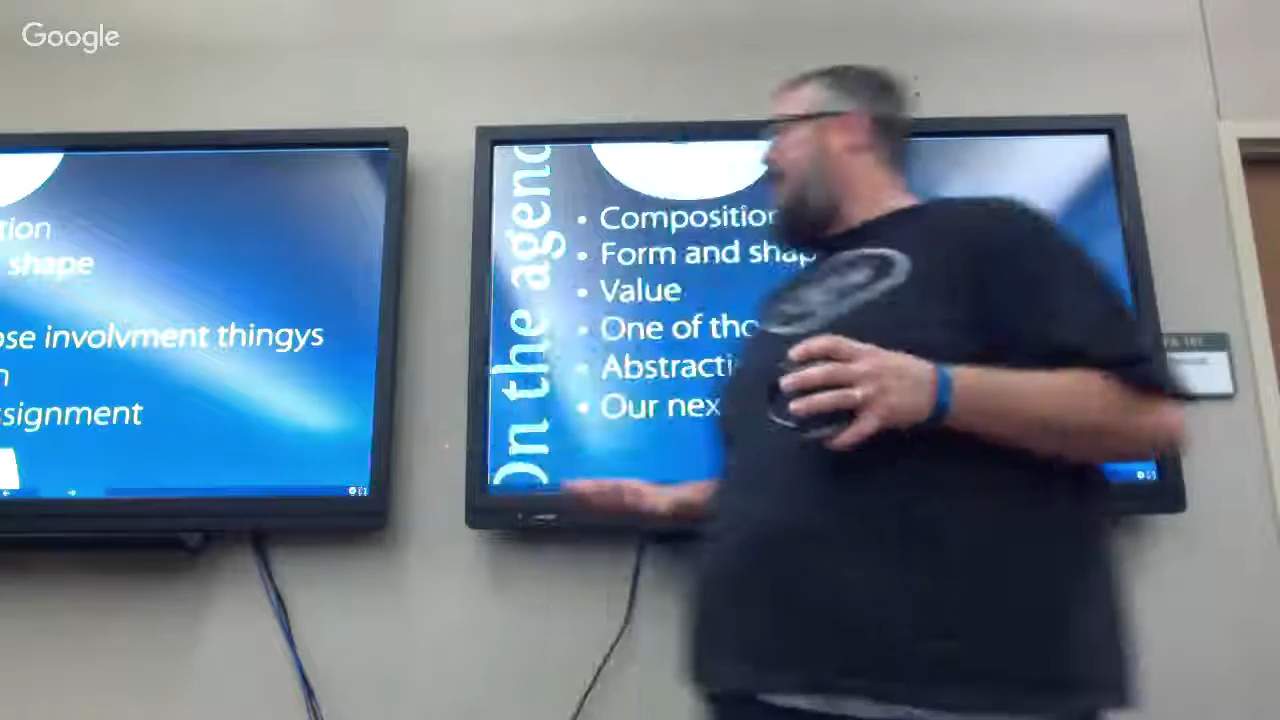 Google
tion
shape
ose involvment thingys
n
ssignment
On the agend
• Composition
• Form and shap
• Value
• One of tho
• Abstracti
• Our nex